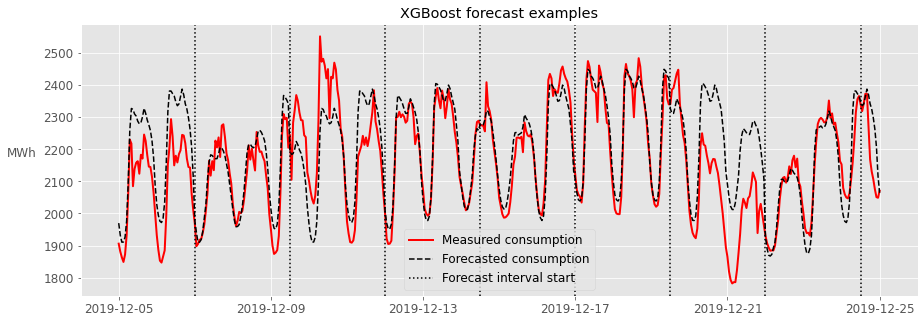 XGBoost forecast examples
2500
2400
2300
2200
2100
2000
1900
1800
MWh
Measured consumption
Forecasted consumption
Forecast interval start
2019-12-05
2019-12-09
2019-12-13
2019-12-17
2019-12-21
2019-12-25